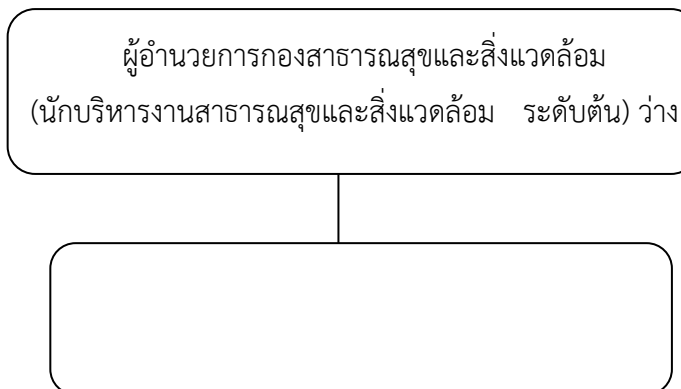 ผู้อำนวยการกองสาธารณสุขและสิ่งแวดล้อม
(นักบริหารงานสาธารณสุขและสิ่งแวดล้อม ระดับต้น) ว่าง